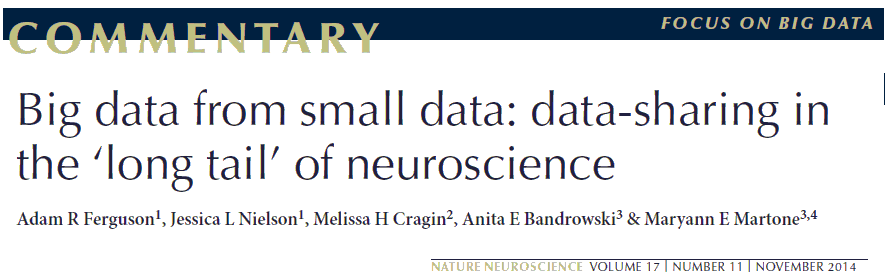 COMMENTARY
FOCUS ON BIG DATA
Big data from small data: data-sharing in
the ‘long tail’ of neuroscience
Adam R Ferguson¹, Jessica L Nielson¹, Melissa H Cragin², Anita E Bandrowski³ & Maryann E Martone³,⁴
NATURE NEUROSCIENCE VOLUME 17 | NUMBER 11 | NOVEMBER 2014